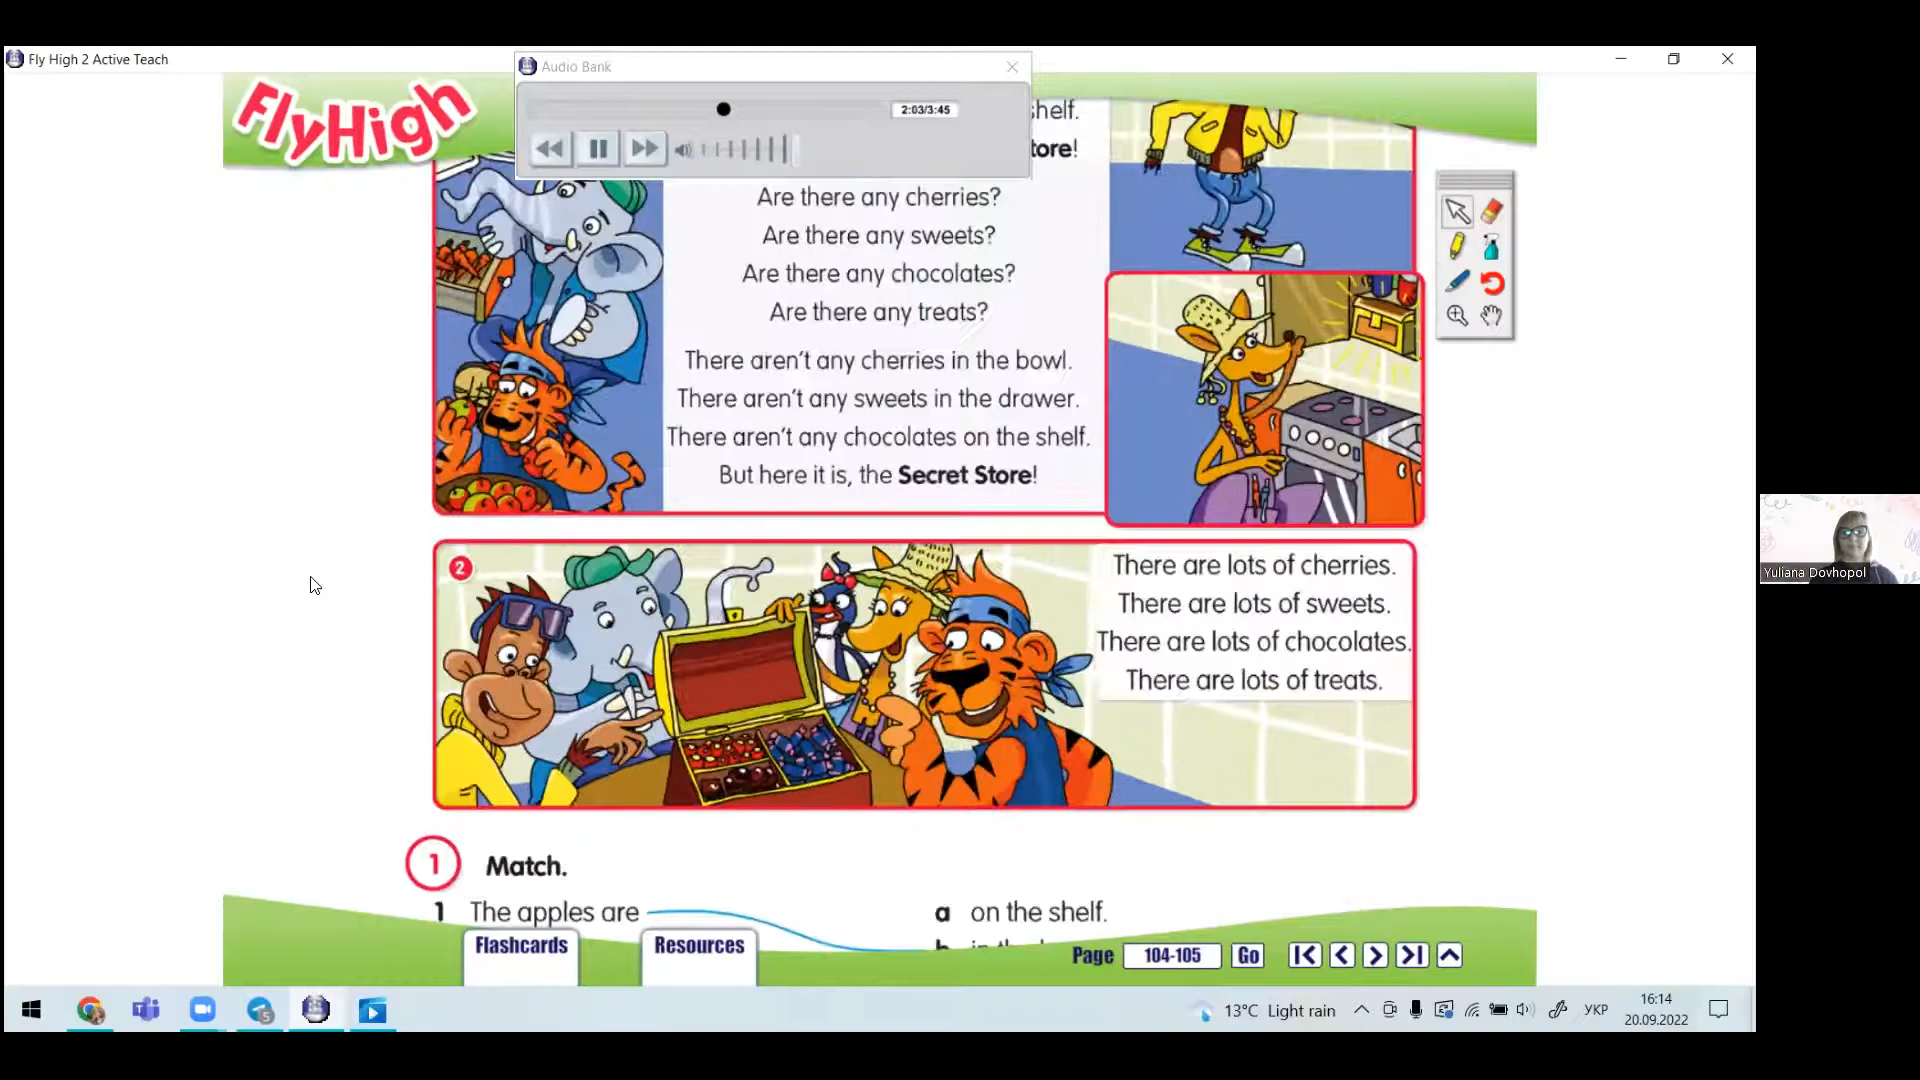 Fly High 2 Active Teach
Audio Bank
FlyHigh
2:03/3:45
shelf.
tore!
Are there any cherries?
Are there any sweets?
Are there any chocolates?
Are there any treats?
There aren't any cherries in the bowl.
There aren't any sweets in the drawer.
There aren't any chocolates on the shelf.
But here it is, the Secret Store!
2
There are lots of cherries.
There are lots of sweets.
There are lots of chocolates.
There are lots of treats.
Yuliana Dovhopol
1 Match.
1 The apples are
a on the shelf.
Flashcards
Resources
Page 104-105 Go
5
13°C Light rain
УКР
16:14
20.09.2022